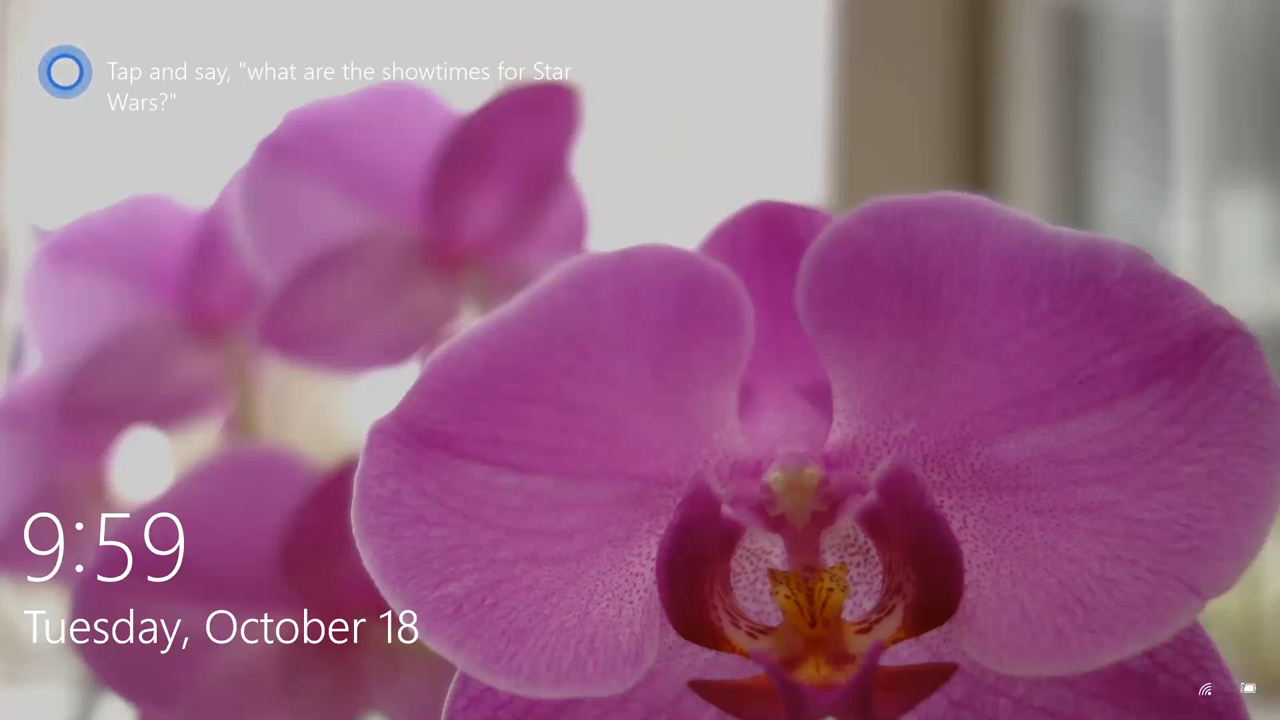 Tap and say, "what are the showtimes for Star
Wars?"
9:59
Tuesday, October 18